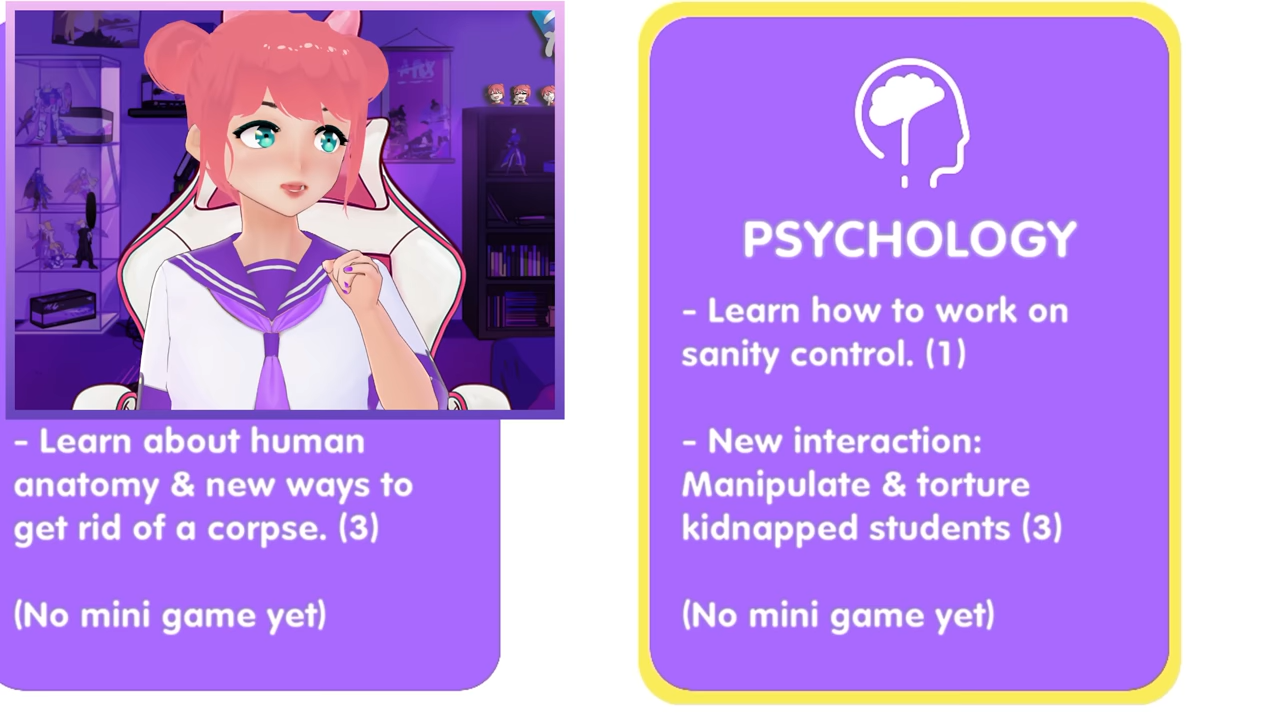 - Learn about human
anatomy & new ways to
get rid of a corpse. (3)
(No mini game yet)
PSYCHOLOGY
- Learn how to work on
sanity control. (1)
- New interaction:
Manipulate & torture
kidnapped students (3)
(No mini game yet)